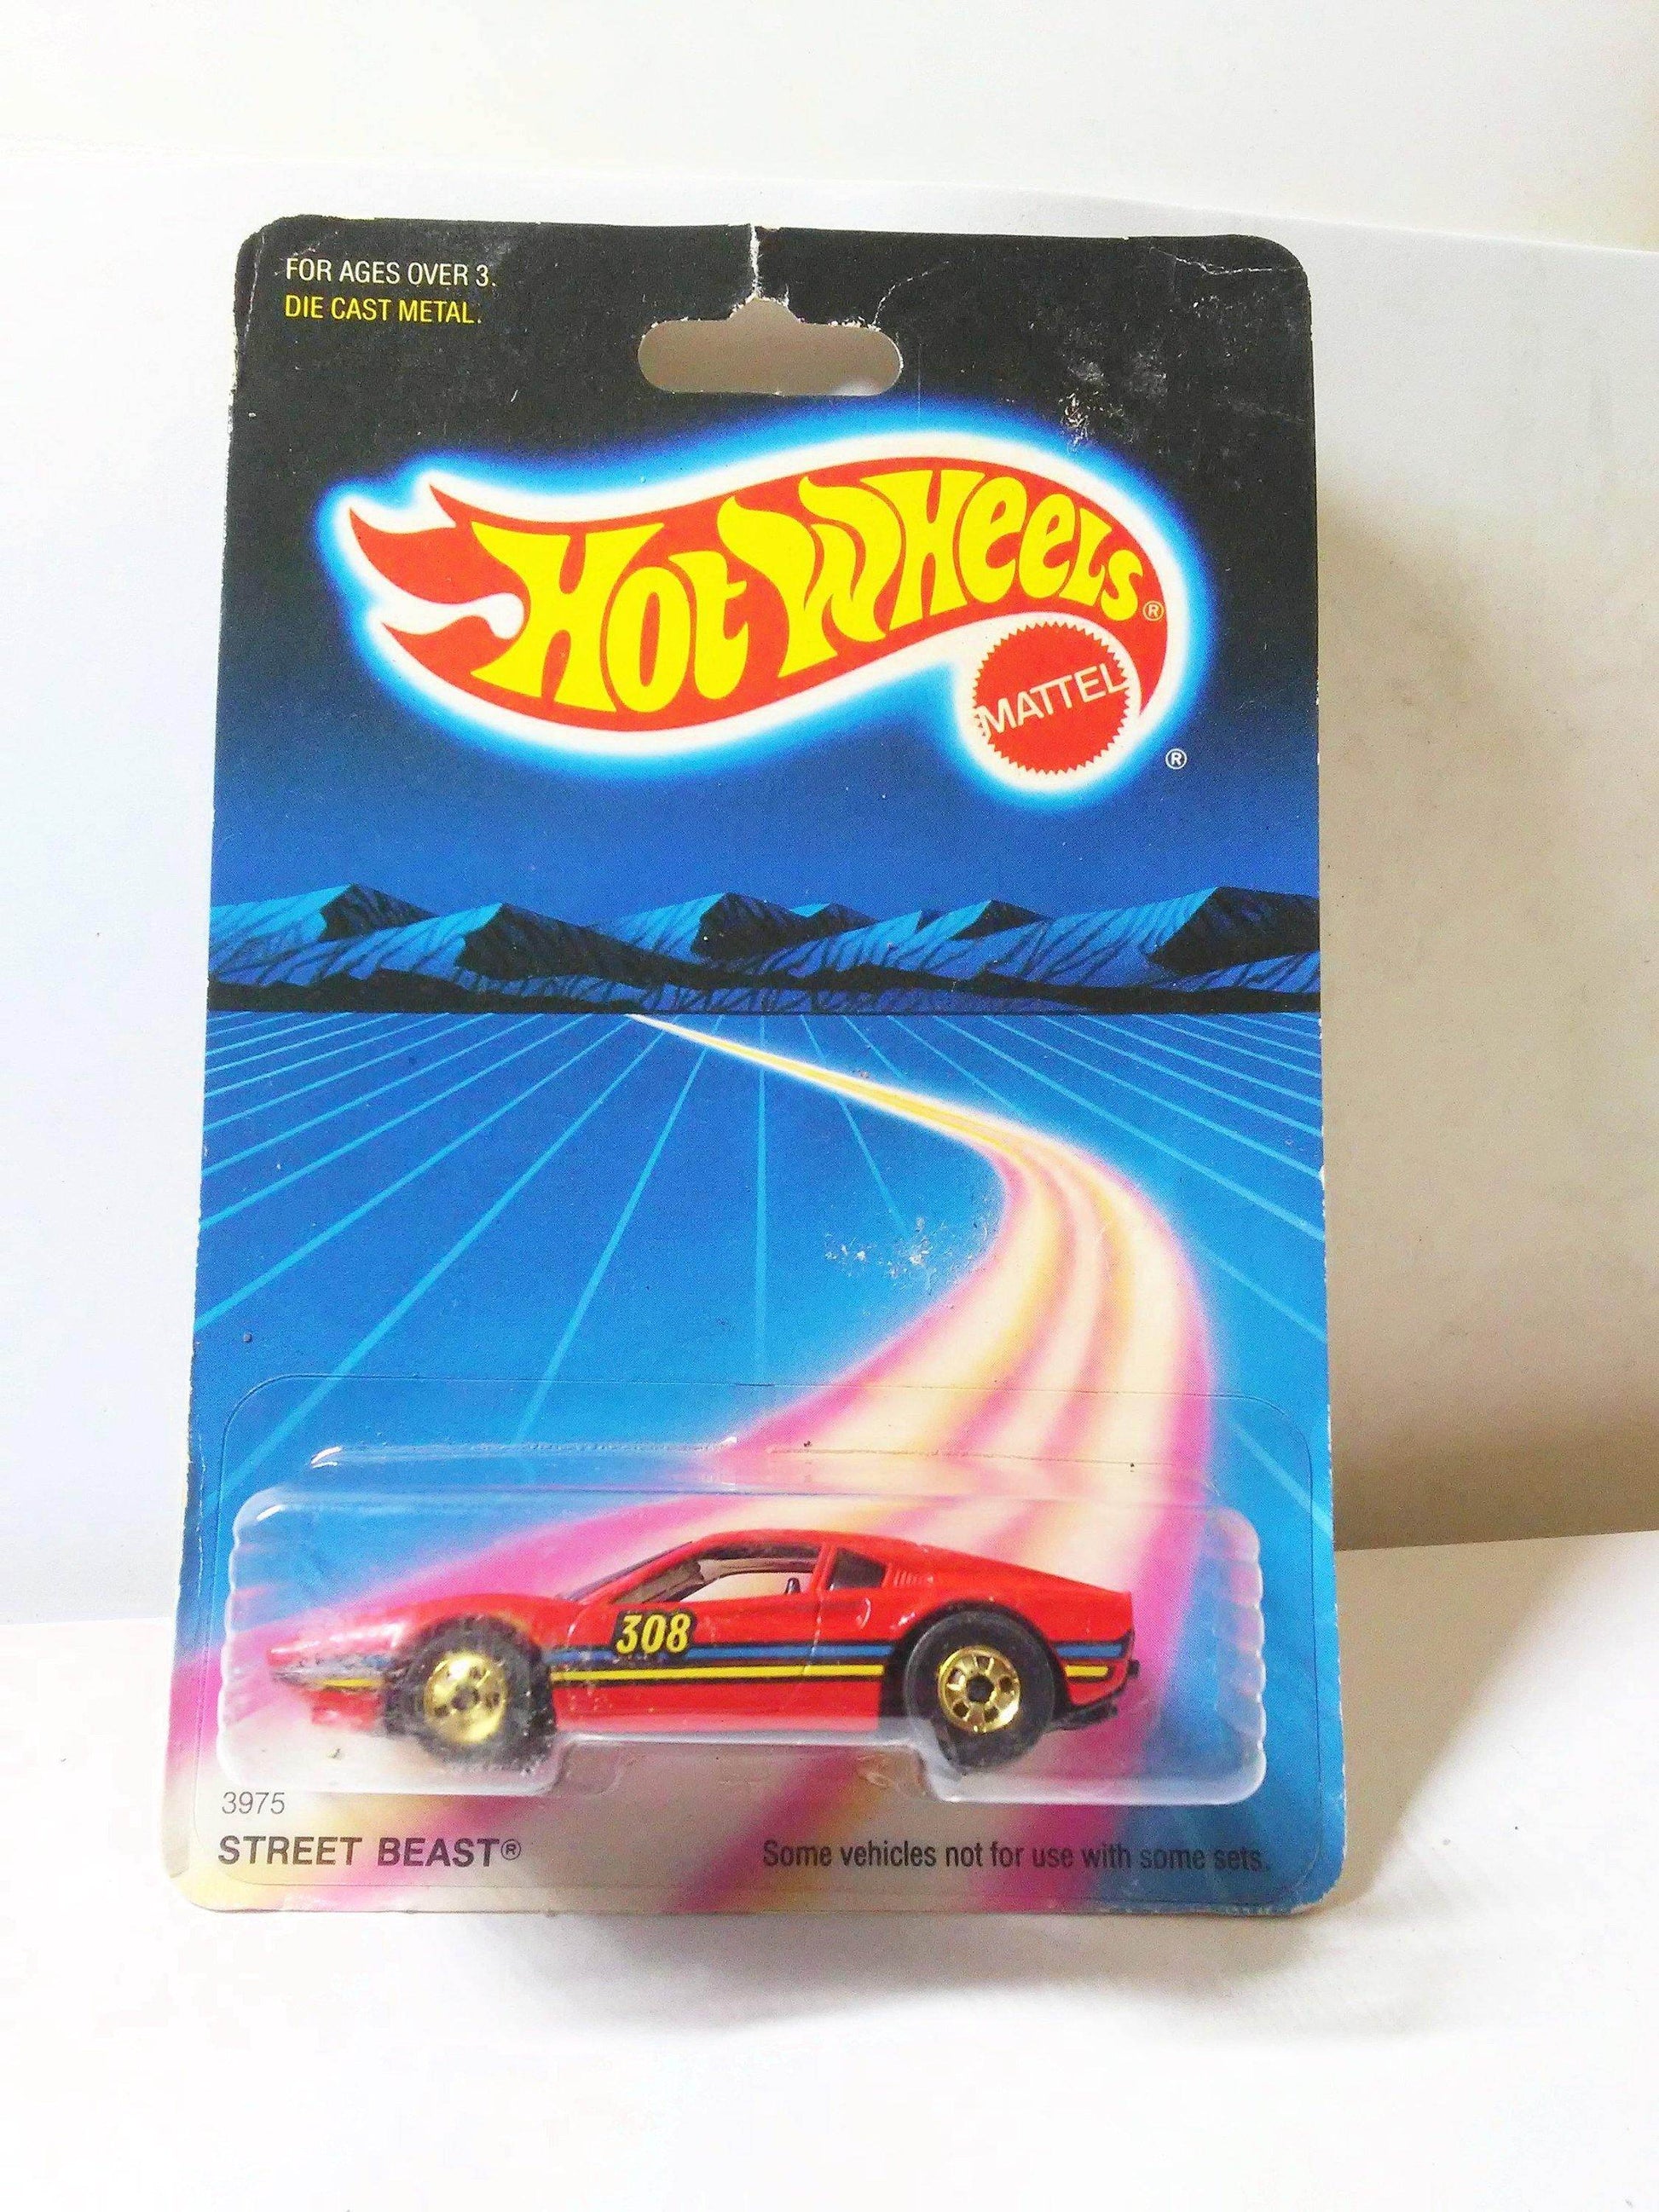 FOR AGES OVER 3.
DIE CAST METAL.
Hot Wheels®
MATTEL
®
308
3975
STREET BEAST®
Some vehicles not for use with some sets.